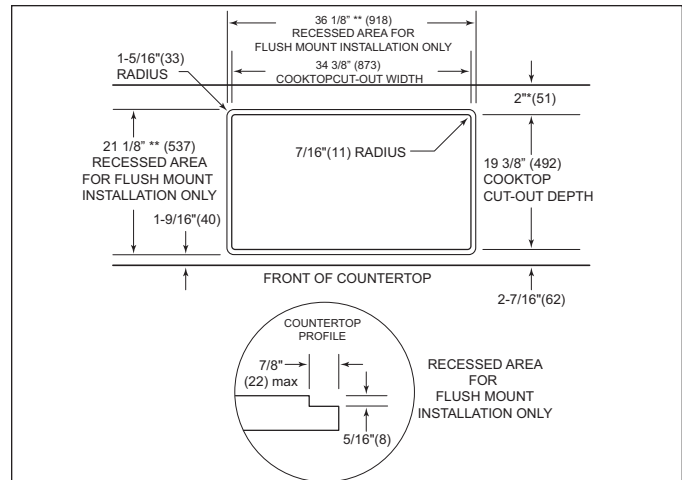 36 1/8" ** (918)
RECESSED AREA FOR
FLUSH MOUNT INSTALLATION ONLY
34 3/8" (873)
COOKTOPCUT-OUT WIDTH
1-5/16"(33)
RADIUS
2"*(51)
21 1/8" ** (537)
RECESSED AREA
FOR FLUSH MOUNT
INSTALLATION ONLY
7/16"(11) RADIUS
19 3/8" (492)
COOKTOP
CUT-OUT DEPTH
1-9/16"(40)
FRONT OF COUNTERTOP
2-7/16"(62)
COUNTERTOP
PROFILE
7/8"
(22) max
RECESSED AREA
FOR
FLUSH MOUNT
INSTALLATION ONLY
5/16"(8)